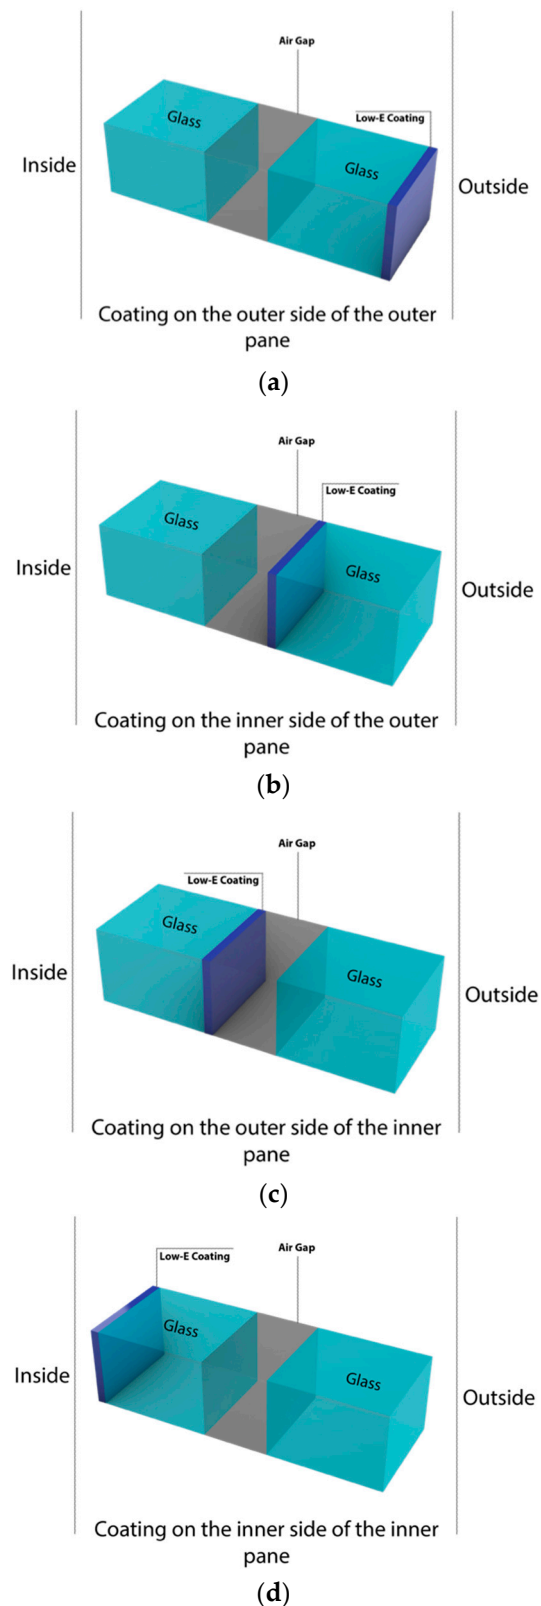 Air Gap
Low-E Coating
Glass
Glass
Inside
Outside
Coating on the outer side of the outer
pane
(a)
Air Gap
Low-E Coating
Glass
Glass
Inside
Outside
Coating on the inner side of the outer
pane
(b)
Air Gap
Low-E Coating
Glass
Glass
Inside
Outside
Coating on the outer side of the inner
pane
(c)
Air Gap
Low-E Coating
Glass
Glass
Inside
Outside
Coating on the inner side of the inner
pane
(d)